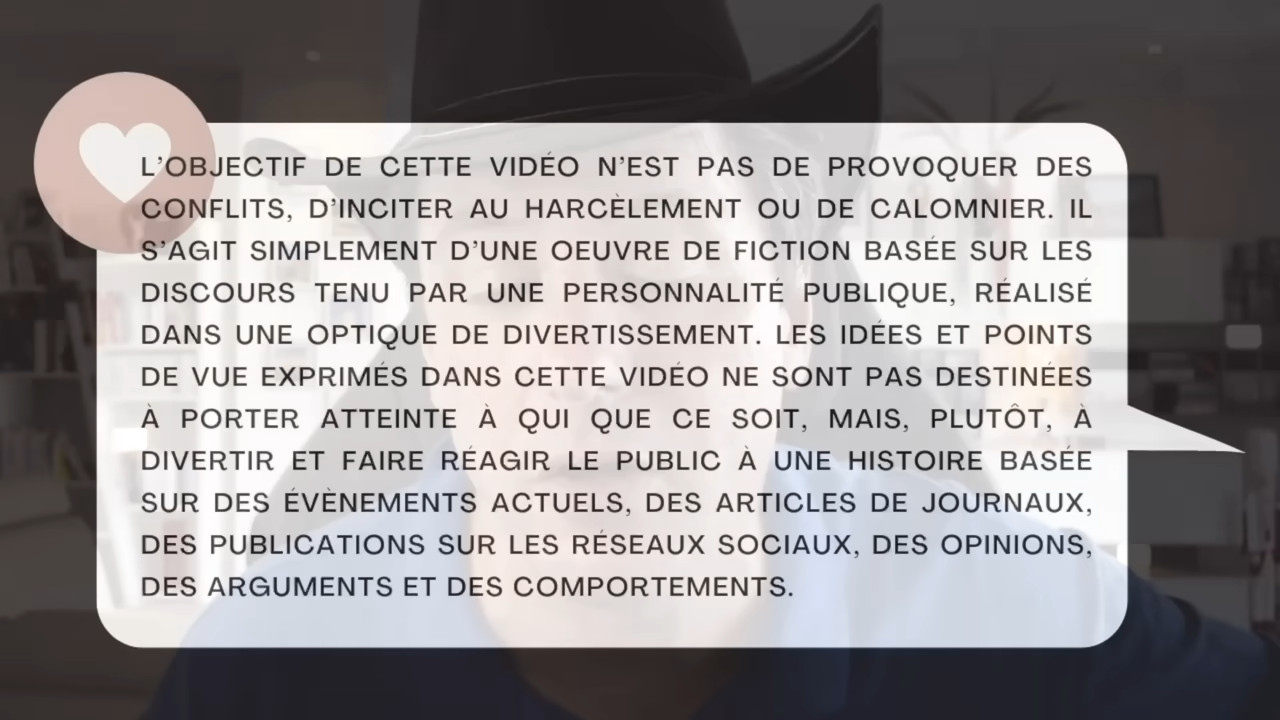 L'OBJECTIF DE CETTE VIDÉO N'EST PAS DE PROVOQUER DES
CONFLITS, D'INCITER AU HARCÈLEMENT OU DE CALOMNIER. IL
S'AGIT SIMPLEMENT D'UNE OEUVRE DE FICTION BASÉE SUR LES
DISCOURS TENU PAR UNE PERSONNALITÉ PUBLIQUE, RÉALISÉ
DANS UNE OPTIQUE DE DIVERTISSEMENT. LES IDÉES ET POINTS
DE VUE EXPRIMÉS DANS CETTE VIDÉO NE SONT PAS DESTINÉES
À PORTER ATTEINTE À QUI QUE CE SOIT, MAIS, PLUTÔT, À
DIVERTIR ET FAIRE RÉAGIR LE PUBLIC À UNE HISTOIRE BASÉE
SUR DES ÉVÈNEMENTS ACTUELS, DES ARTICLES DE JOURNAUX,
DES PUBLICATIONS SUR LES RÉSEAUX SOCIAUX, DES OPINIONS,
DES ARGUMENTS ET DES COMPORTEMENTS.